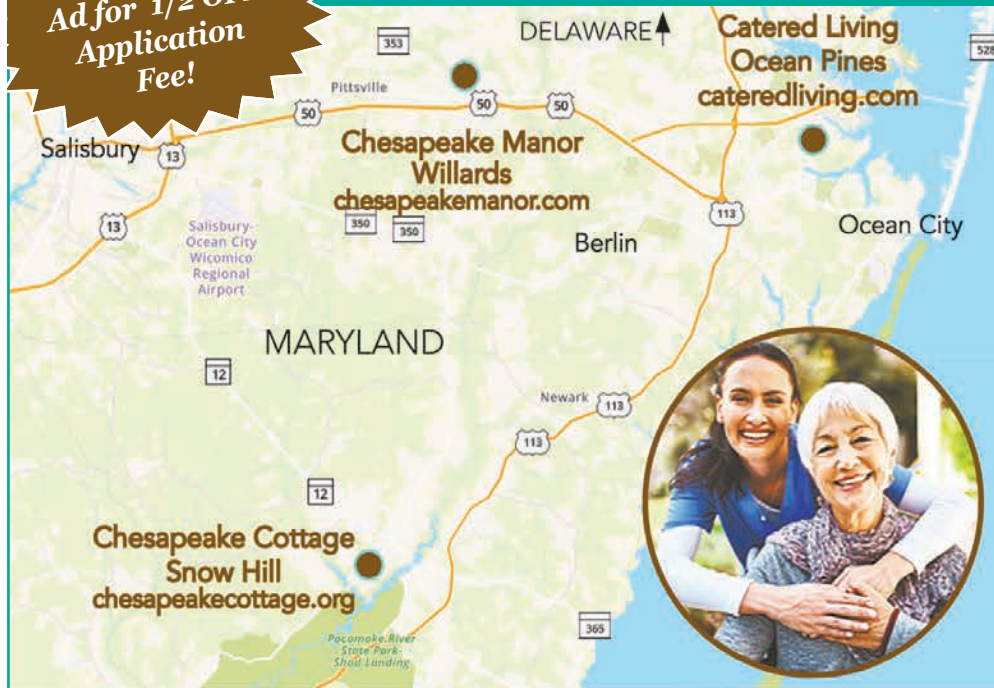 Ad for 1/2 Off
Application
Fee!
353
DELAWARE
Catered Living
Ocean Pines
cateredliving.com
528
Pittsville
50
50
50
Salisbury
13
Chesapeake Manor
Willards
chesapeakemanor.com
13
350
350
113
Salisbury-
Ocean City
Wicomico
Regional
Airport
Berlin
Ocean City
MARYLAND
12
Newark
113
113
12
Chesapeake Cottage
Snow Hill
chesapeakecottage.org
365
Pocomoke River
State Park-
Shad Landing